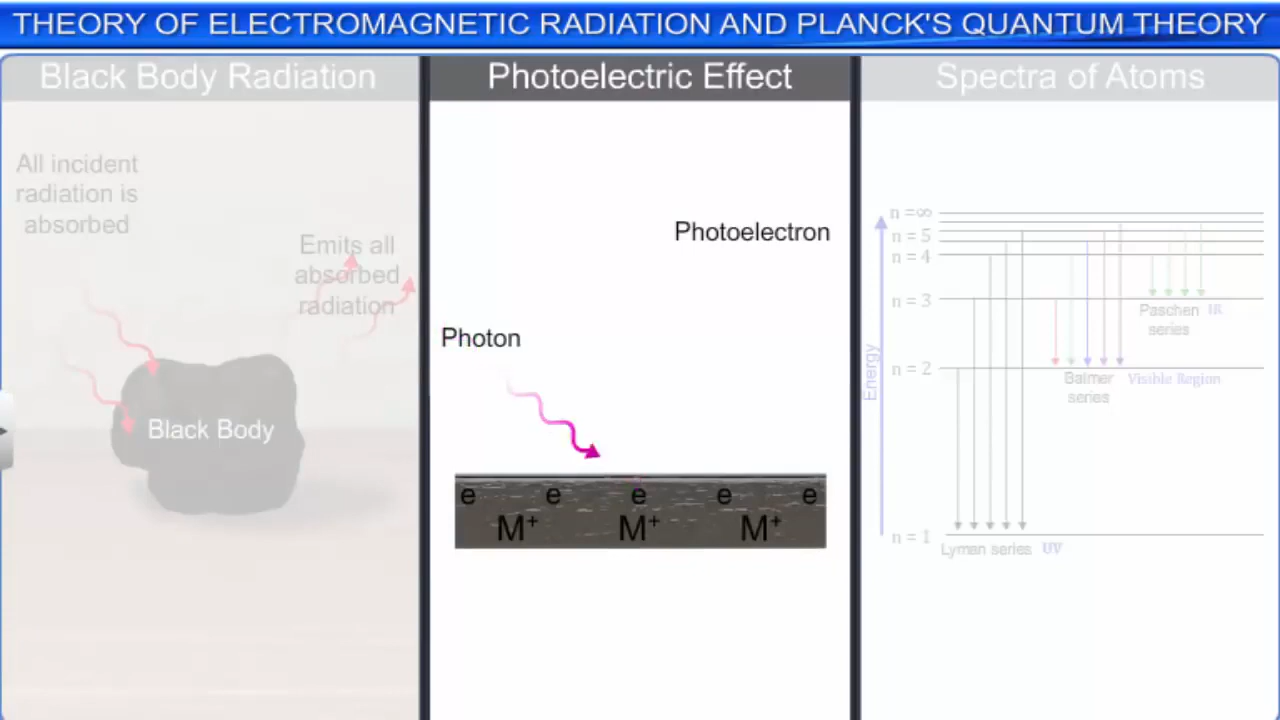 THEORY OF ELECTROMAGNETIC RADIATION AND PLANCK'S QUANTUM THEORY
Black Body Radiation
All incident
radiation is
absorbed
Emits all
absorbed
radiation
Black Body
Photoelectric Effect
Photoelectron
Photon
e e e e e
M⁺ M⁺ M⁺
Spectra of Atoms
n =∞
n = 5
n = 4
n = 3
Paschen IR
series
n = 2
Balmer Visible Region
series
Energy
n = 1
Lyman series UV